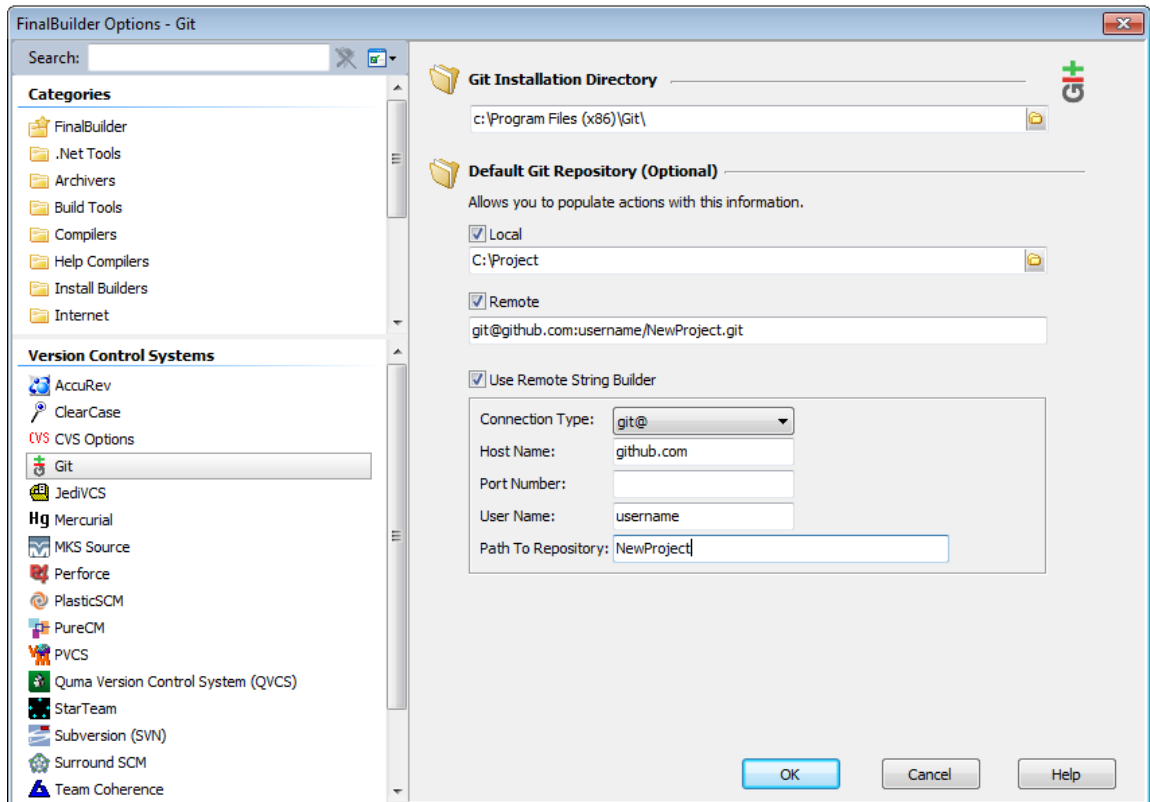 FinalBuilder Options - Git
Search:
Categories
FinalBuilder
.Net Tools
Archivers
Build Tools
Compilers
Help Compilers
Install Builders
Internet
Version Control Systems
AccuRev
ClearCase
CVS CVS Options
Git
JediVCS
Hg Mercurial
MKS Source
Perforce
PlasticSCM
PureCM
PVCS
Quma Version Control System (QVCS)
StarTeam
Subversion (SVN)
Surround SCM
Team Coherence
Git Installation Directory
git
c:\Program Files (x86)\Git\
Default Git Repository (Optional)
Allows you to populate actions with this information.
Local
C:\Project
Remote
git@github.com:username/NewProject.git
Use Remote String Builder
Connection Type: git@
Host Name: github.com
Port Number:
User Name: username
Path To Repository: NewProject
OK Cancel Help